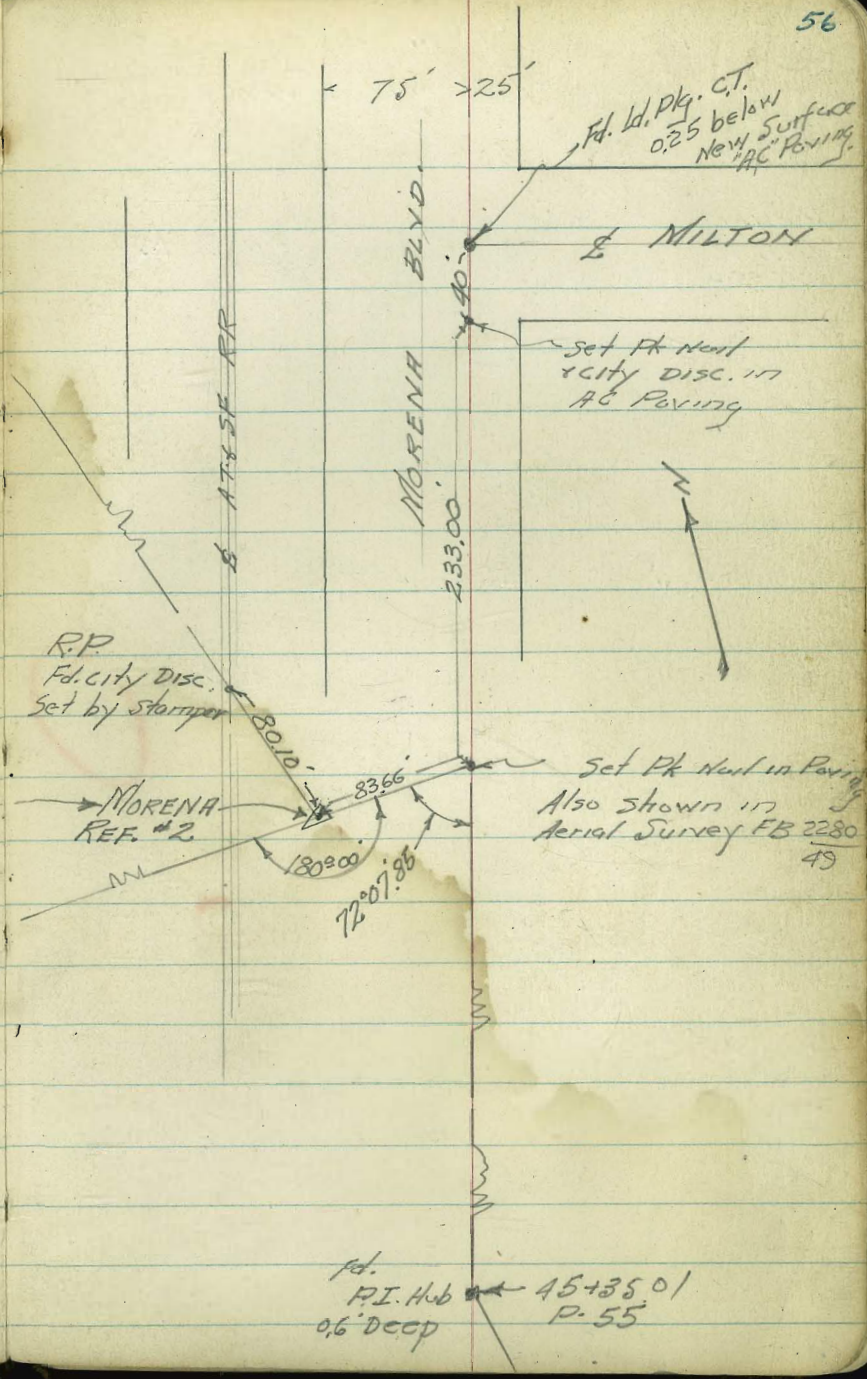 56
75' 25'
Fd. Ld. Plg. C.T.
0.25 below
New Surface
"AC" Paving.
℄ MILTON
40'
MORENA BLVD.
Set Pk Nail
& City Disc. in
AC Paving
℄ AT&SF RR
N
233.00'
R.P.
Fd. City Disc.
Set by Stamper
80.10'
83.66'
Set Pk Nail in Paving
Also Shown in
Aerial Survey FB 2280
49
MORENA
REF. #2
180°00'
72°07.85'
Fd.
P.I. Hub
0.6' Deep
45+35.01
P-55